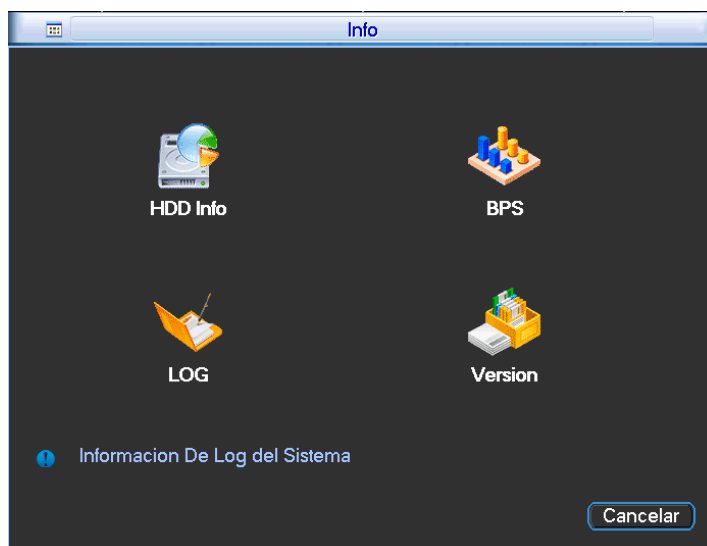 Info
HDD Info
BPS
LOG
Version
Informacion De Log del Sistema
Cancelar